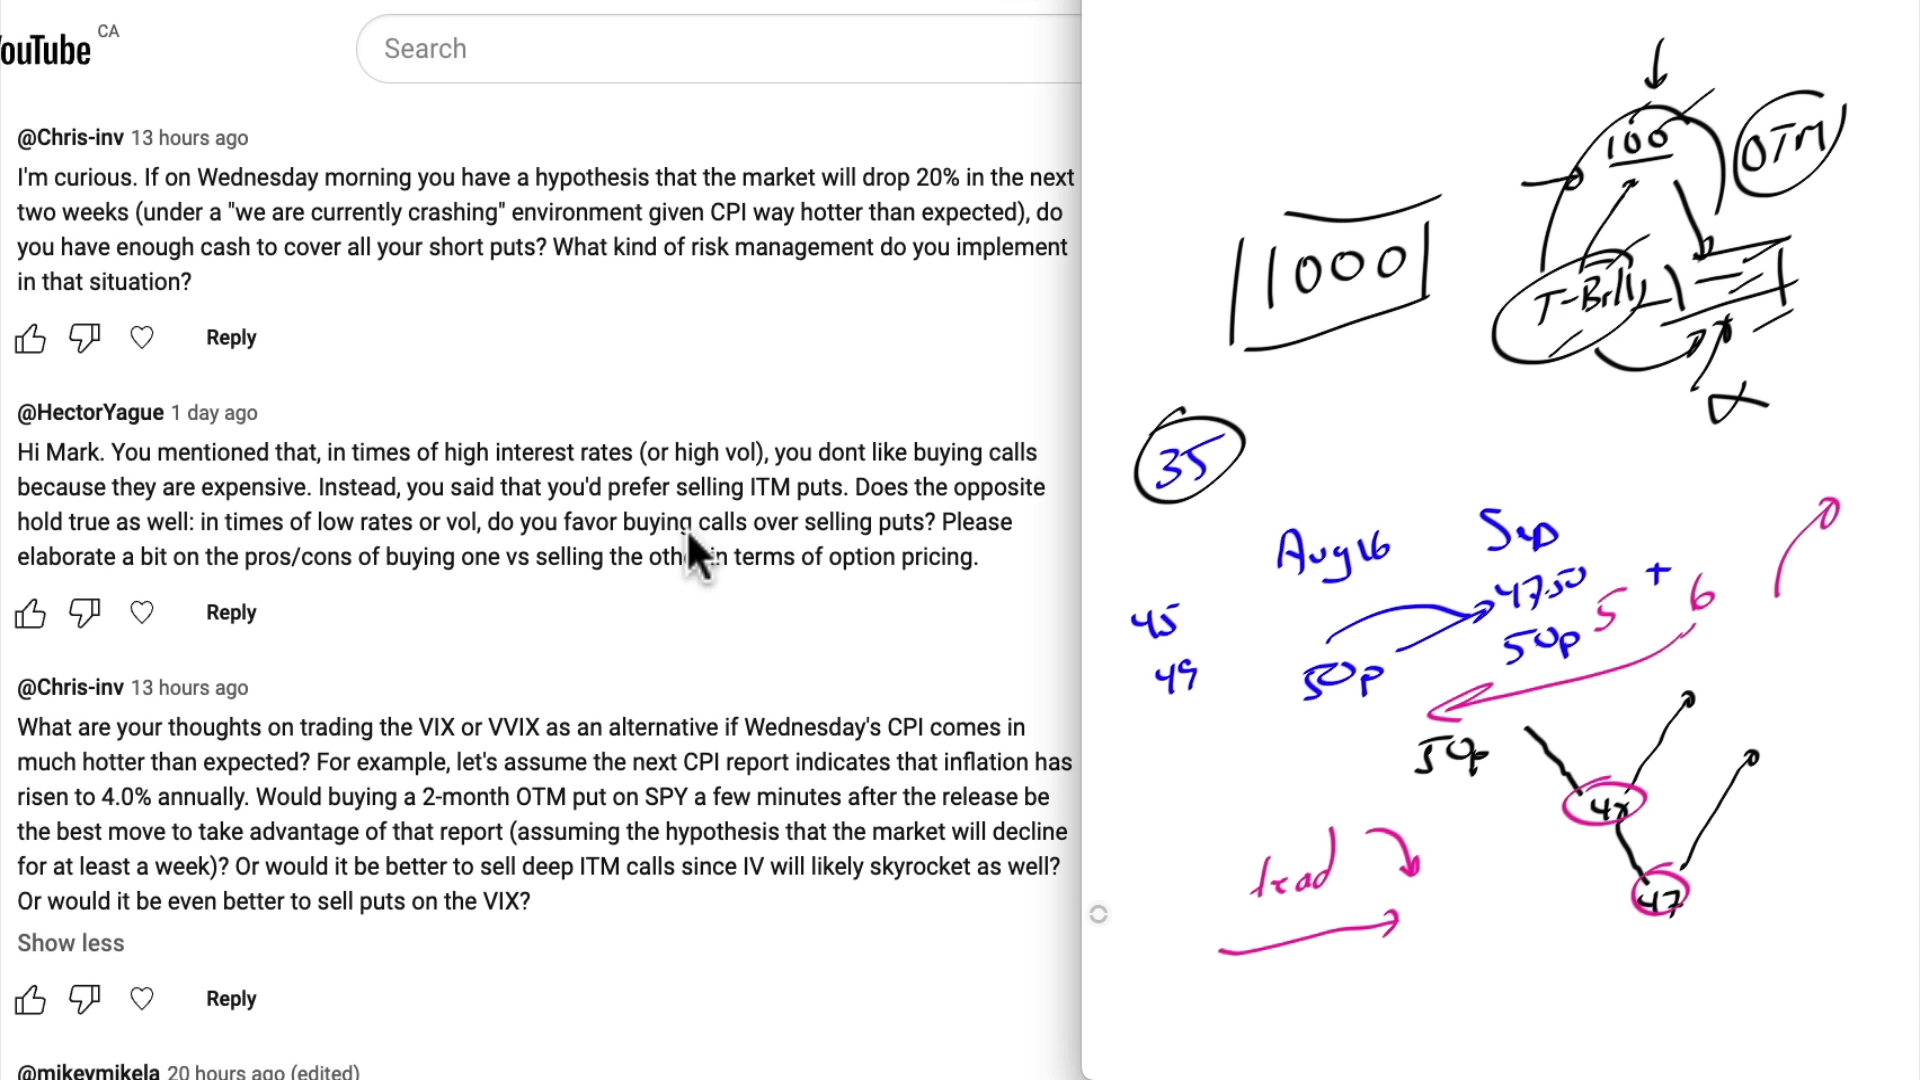 ouTube CA
Search
@Chris-inv 13 hours ago
I'm curious. If on Wednesday morning you have a hypothesis that the market will drop 20% in the next
two weeks (under a "we are currently crashing" environment given CPI way hotter than expected), do
you have enough cash to cover all your short puts? What kind of risk management do you implement
in that situation?
Reply
@HectorYague 1 day ago
Hi Mark. You mentioned that, in times of high interest rates (or high vol), you dont like buying calls
because they are expensive. Instead, you said that you'd prefer selling ITM puts. Does the opposite
hold true as well: in times of low rates or vol, do you favor buying calls over selling puts? Please
elaborate a bit on the pros/cons of buying one vs selling the oth in terms of option pricing.
Reply
@Chris-inv 13 hours ago
What are your thoughts on trading the VIX or VVIX as an alternative if Wednesday's CPI comes in
much hotter than expected? For example, let's assume the next CPI report indicates that inflation has
risen to 4.0% annually. Would buying a 2-month OTM put on SPY a few minutes after the release be
the best move to take advantage of that report (assuming the hypothesis that the market will decline
for at least a week)? Or would it be better to sell deep ITM calls since IV will likely skyrocket as well?
Or would it be even better to sell puts on the VIX?
Show less
Reply
@mikeymikela 20 hours ago (edited)
100
OTM
1000
T-Bills
35
Aug 16 Sep
47.50 5 + 6
45
50p
49 50p
50p
47